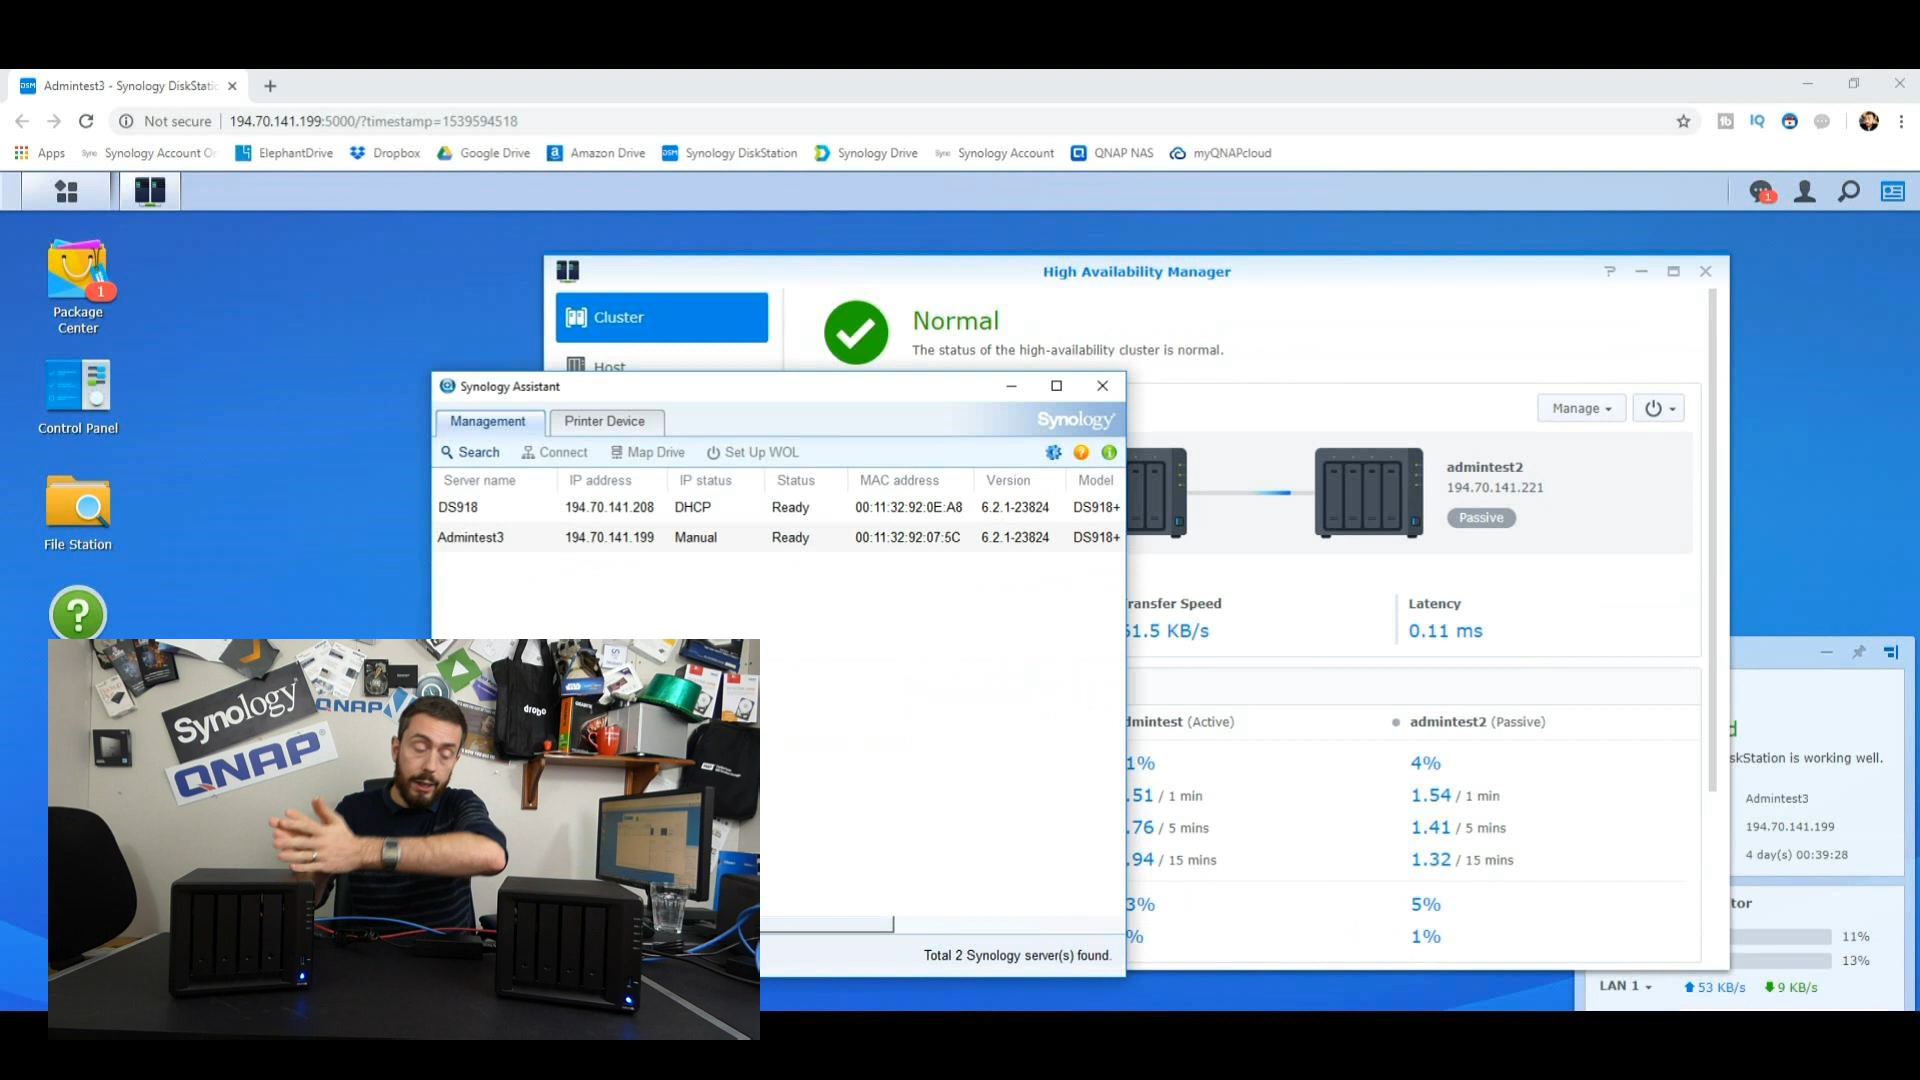 Admintest3 - Synology DiskStatio
Not secure
194.70.141.199:5000/?timestamp=1539594518
Apps
Sync
Synology Account On
ElephantDrive
Dropbox
Google Drive
Amazon Drive
DSM
Synology DiskStation
Synology Drive
Sync
Synology Account
QNAP NAS
myQNAPcloud
IQ
1
Package
Center
1
Control Panel
File Station
High Availability Manager
Cluster
Host
Normal
The status of the high-availability cluster is normal.
Manage
admintest2
194.70.141.221
Passive
ransfer Speed
51.5 KB/s
Latency
0.11 ms
dmintest (Active)
admintest2 (Passive)
1%
4%
.51 / 1 min
1.54 / 1 min
.76 / 5 mins
1.41 / 5 mins
.94 / 15 mins
1.32 / 15 mins
3%
5%
%
1%
Synology Assistant
Management
Printer Device
Synology
Search
Connect
Map Drive
Set Up WOL
Server name
IP address
IP status
Status
MAC address
Version
Model
DS918
194.70.141.208
DHCP
Ready
00:11:32:92:0E:A8
6.2.1-23824
DS918+
Admintest3
194.70.141.199
Manual
Ready
00:11:32:92:07:5C
6.2.1-23824
DS918+
Total 2 Synology server(s) found.
d
skStation is working well.
Admintest3
194.70.141.199
4 day(s) 00:39:28
tor
11%
13%
LAN 1
53 KB/s
9 KB/s
Synology
QNAP
QNAP
drobo